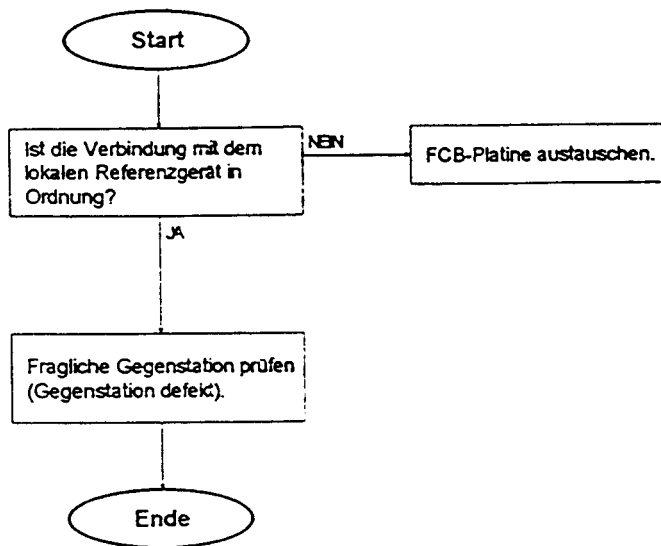 Start
Ist die Verbindung mit dem
lokalen Referenzgerät in
Ordnung?
NEIN
FCB-Platine austauschen.
JA
Fragliche Gegenstation prüfen
(Gegenstation defekt).
Ende